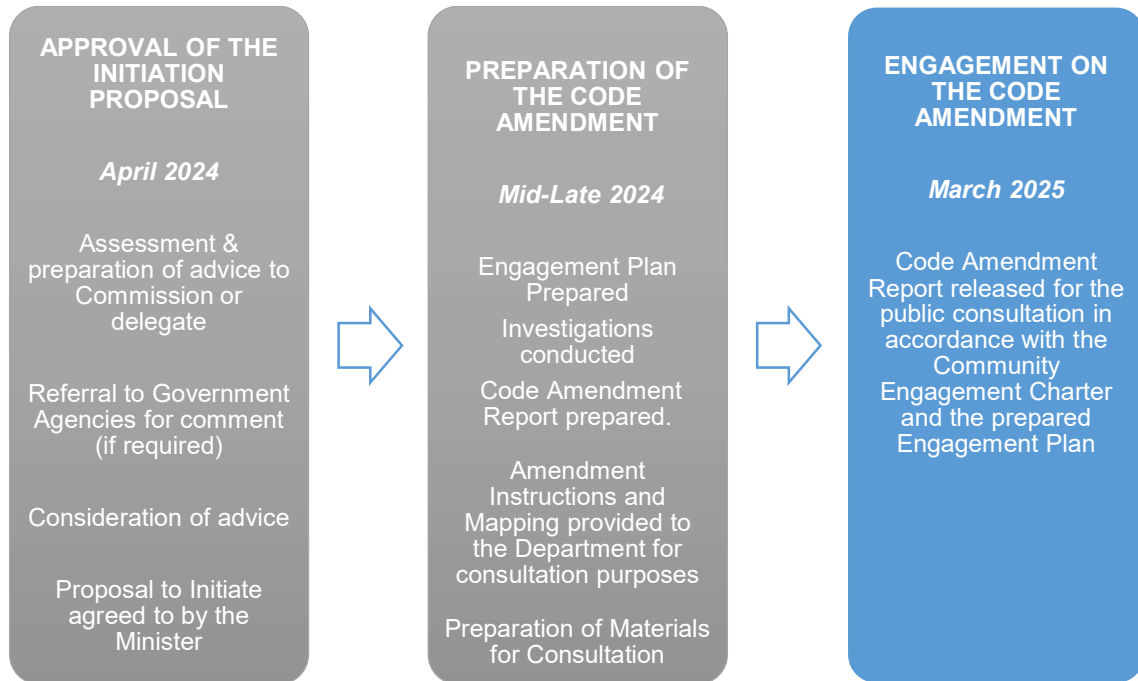 APPROVAL OF THE
INITIATION
PROPOSAL
April 2024
Assessment &
preparation of advice to
Commission or
delegate
Referral to Government
Agencies for comment
(if required)
Consideration of advice
Proposal to Initiate
agreed to by the
Minister
PREPARATION OF
THE CODE
AMENDMENT
Mid-Late 2024
Engagement Plan
Prepared
Investigations
conducted
Code Amendment
Report prepared.
Amendment
Instructions and
Mapping provided to
the Department for
consultation purposes
Preparation of Materials
for Consultation
ENGAGEMENT ON
THE CODE
AMENDMENT
March 2025
Code Amendment
Report released for the
public consultation in
accordance with the
Community
Engagement Charter
and the prepared
Engagement Plan